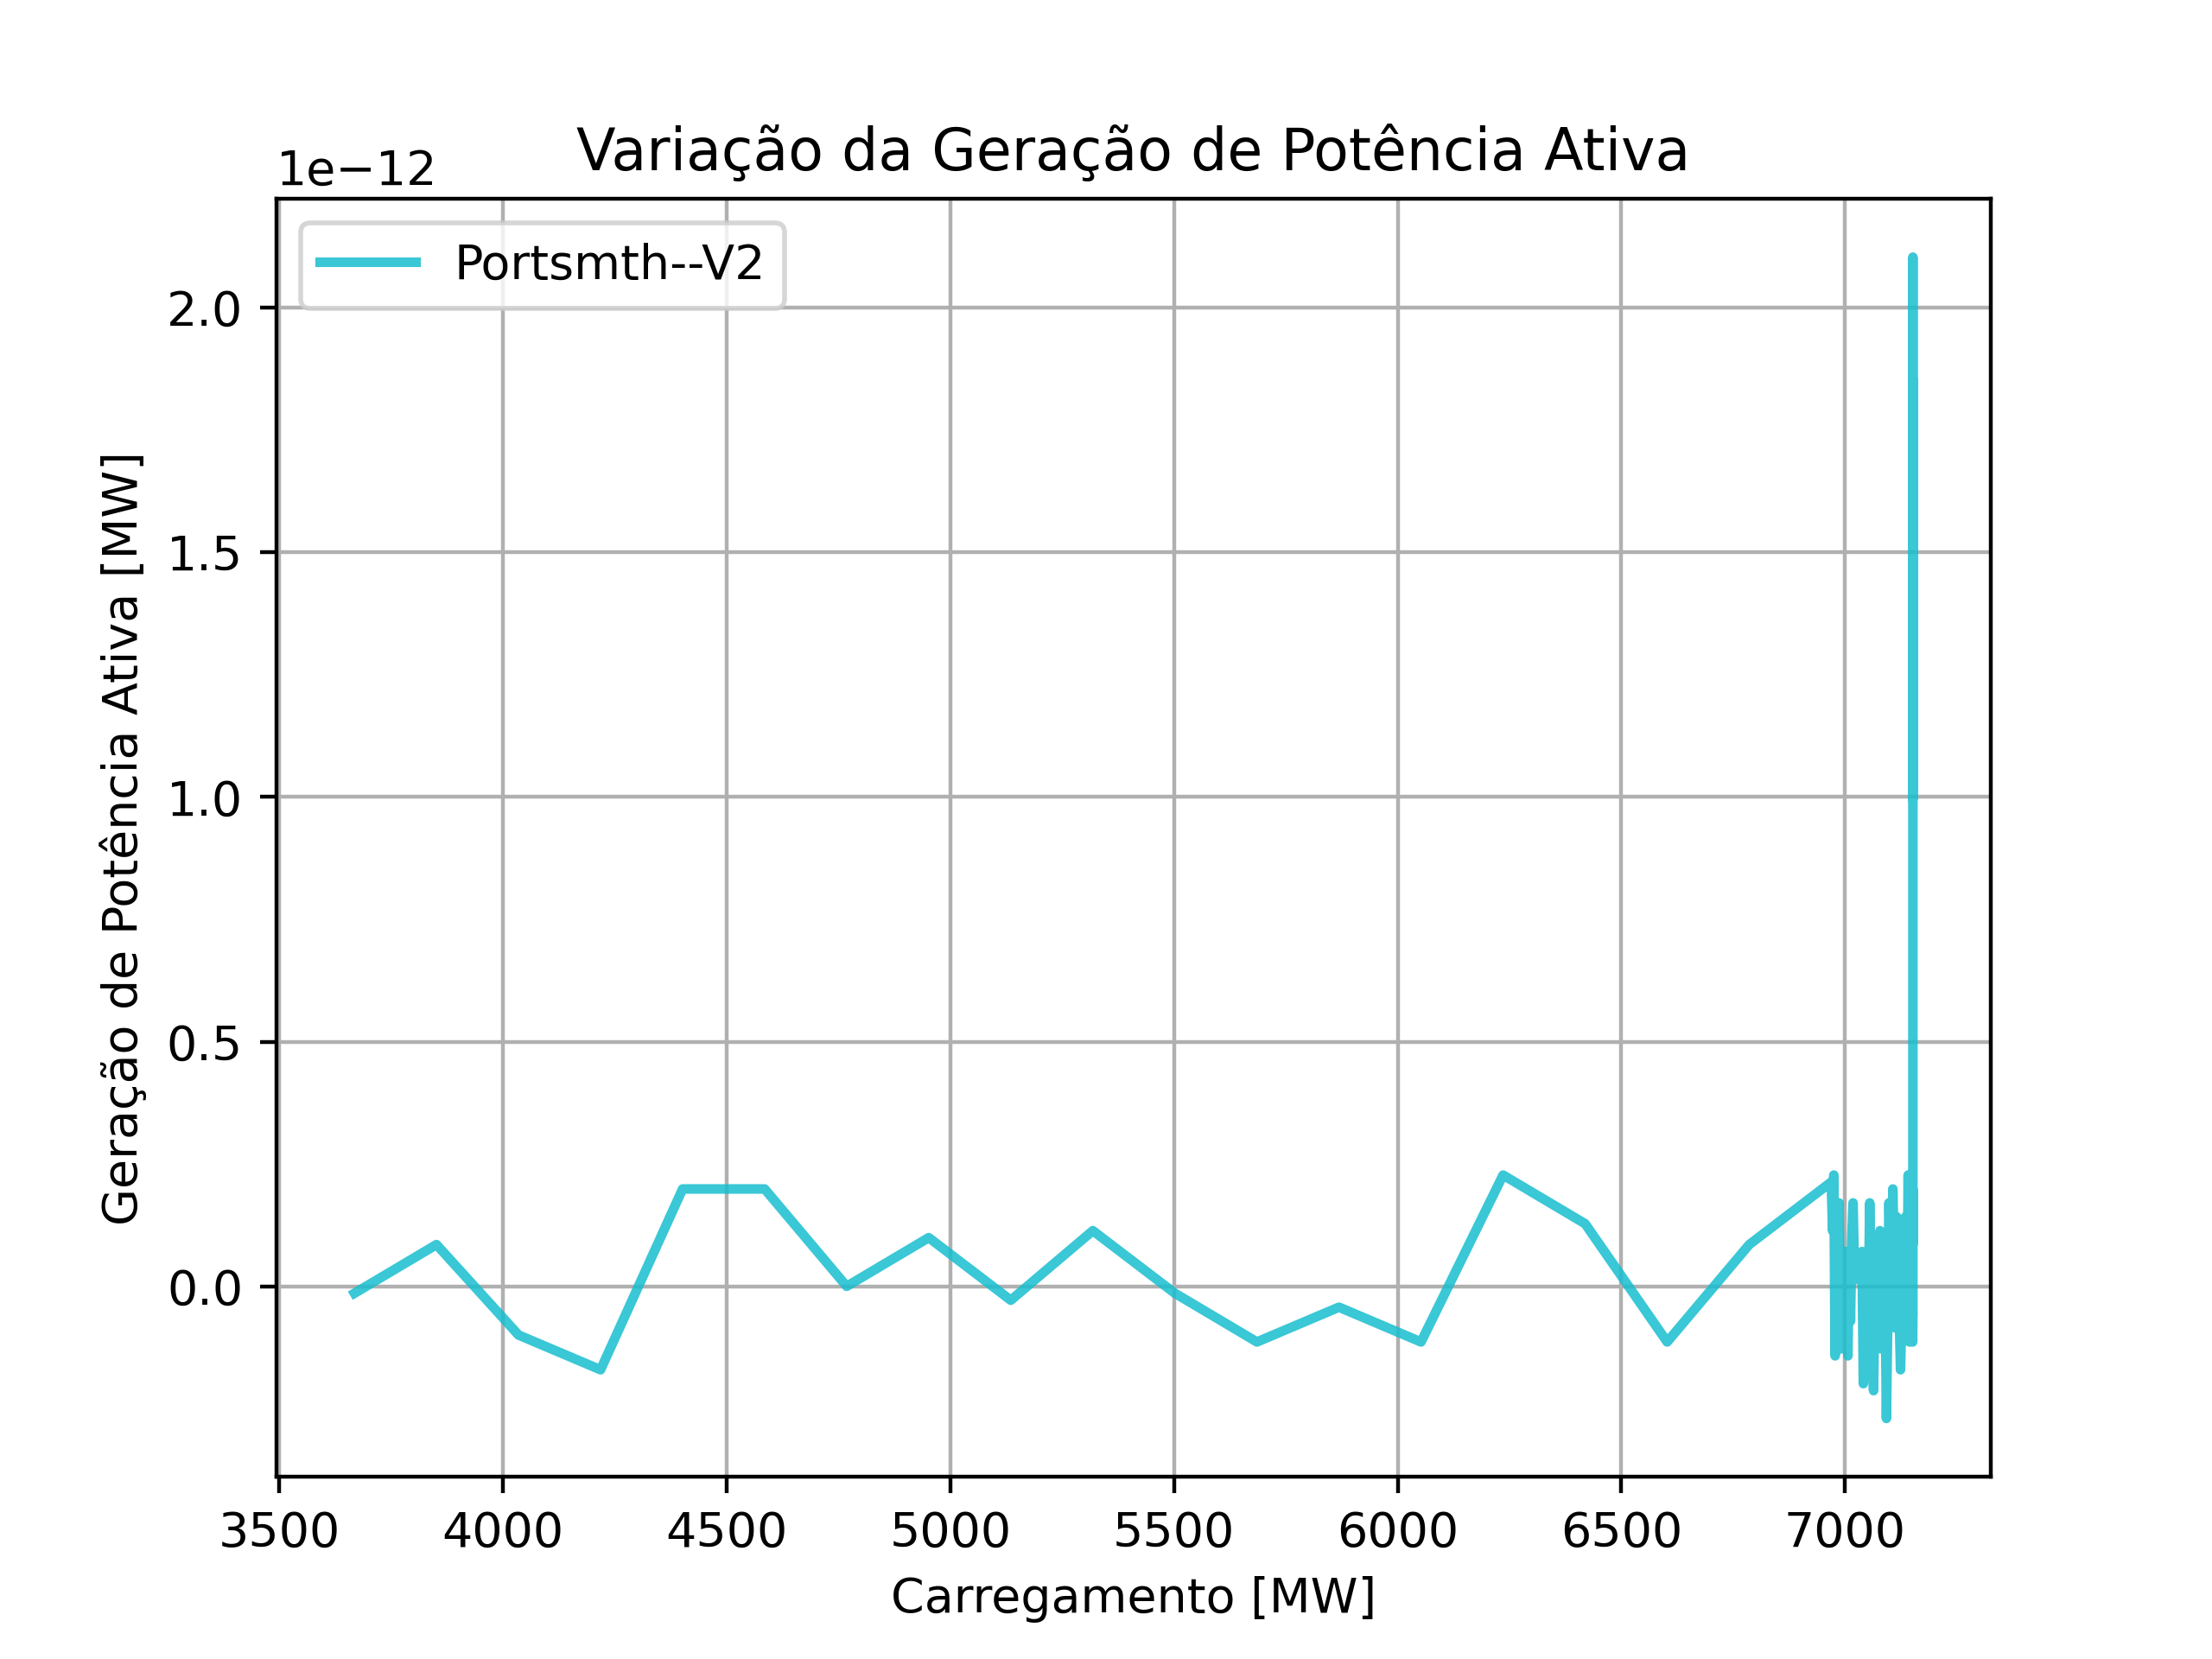 Variação da Geração de Potência Ativa
1e−12
Portsmth--V2
2.0
1.5
1.0
0.5
0.0
Geração de Potência Ativa [MW]
3500 4000 4500 5000 5500 6000 6500 7000
Carregamento [MW]